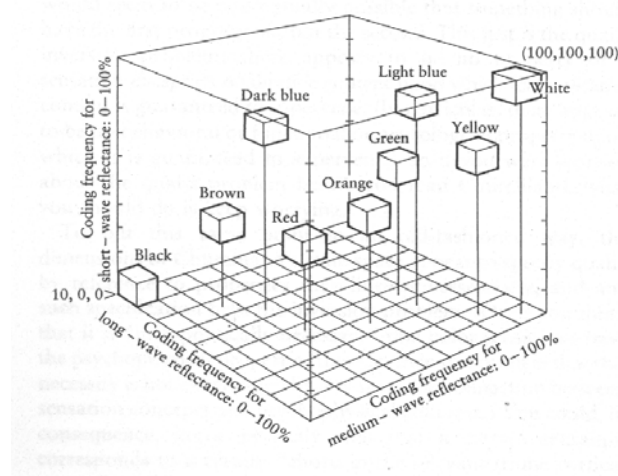 (100,100,100)
White
Light blue
Dark blue
Yellow
Green
Orange
Brown
Red
Black
10, 0, 0)
Coding frequency for
short – wave reflectance: 0–100%
Coding frequency for
long – wave reflectance: 0–100%
Coding frequency for
medium – wave reflectance: 0–100%